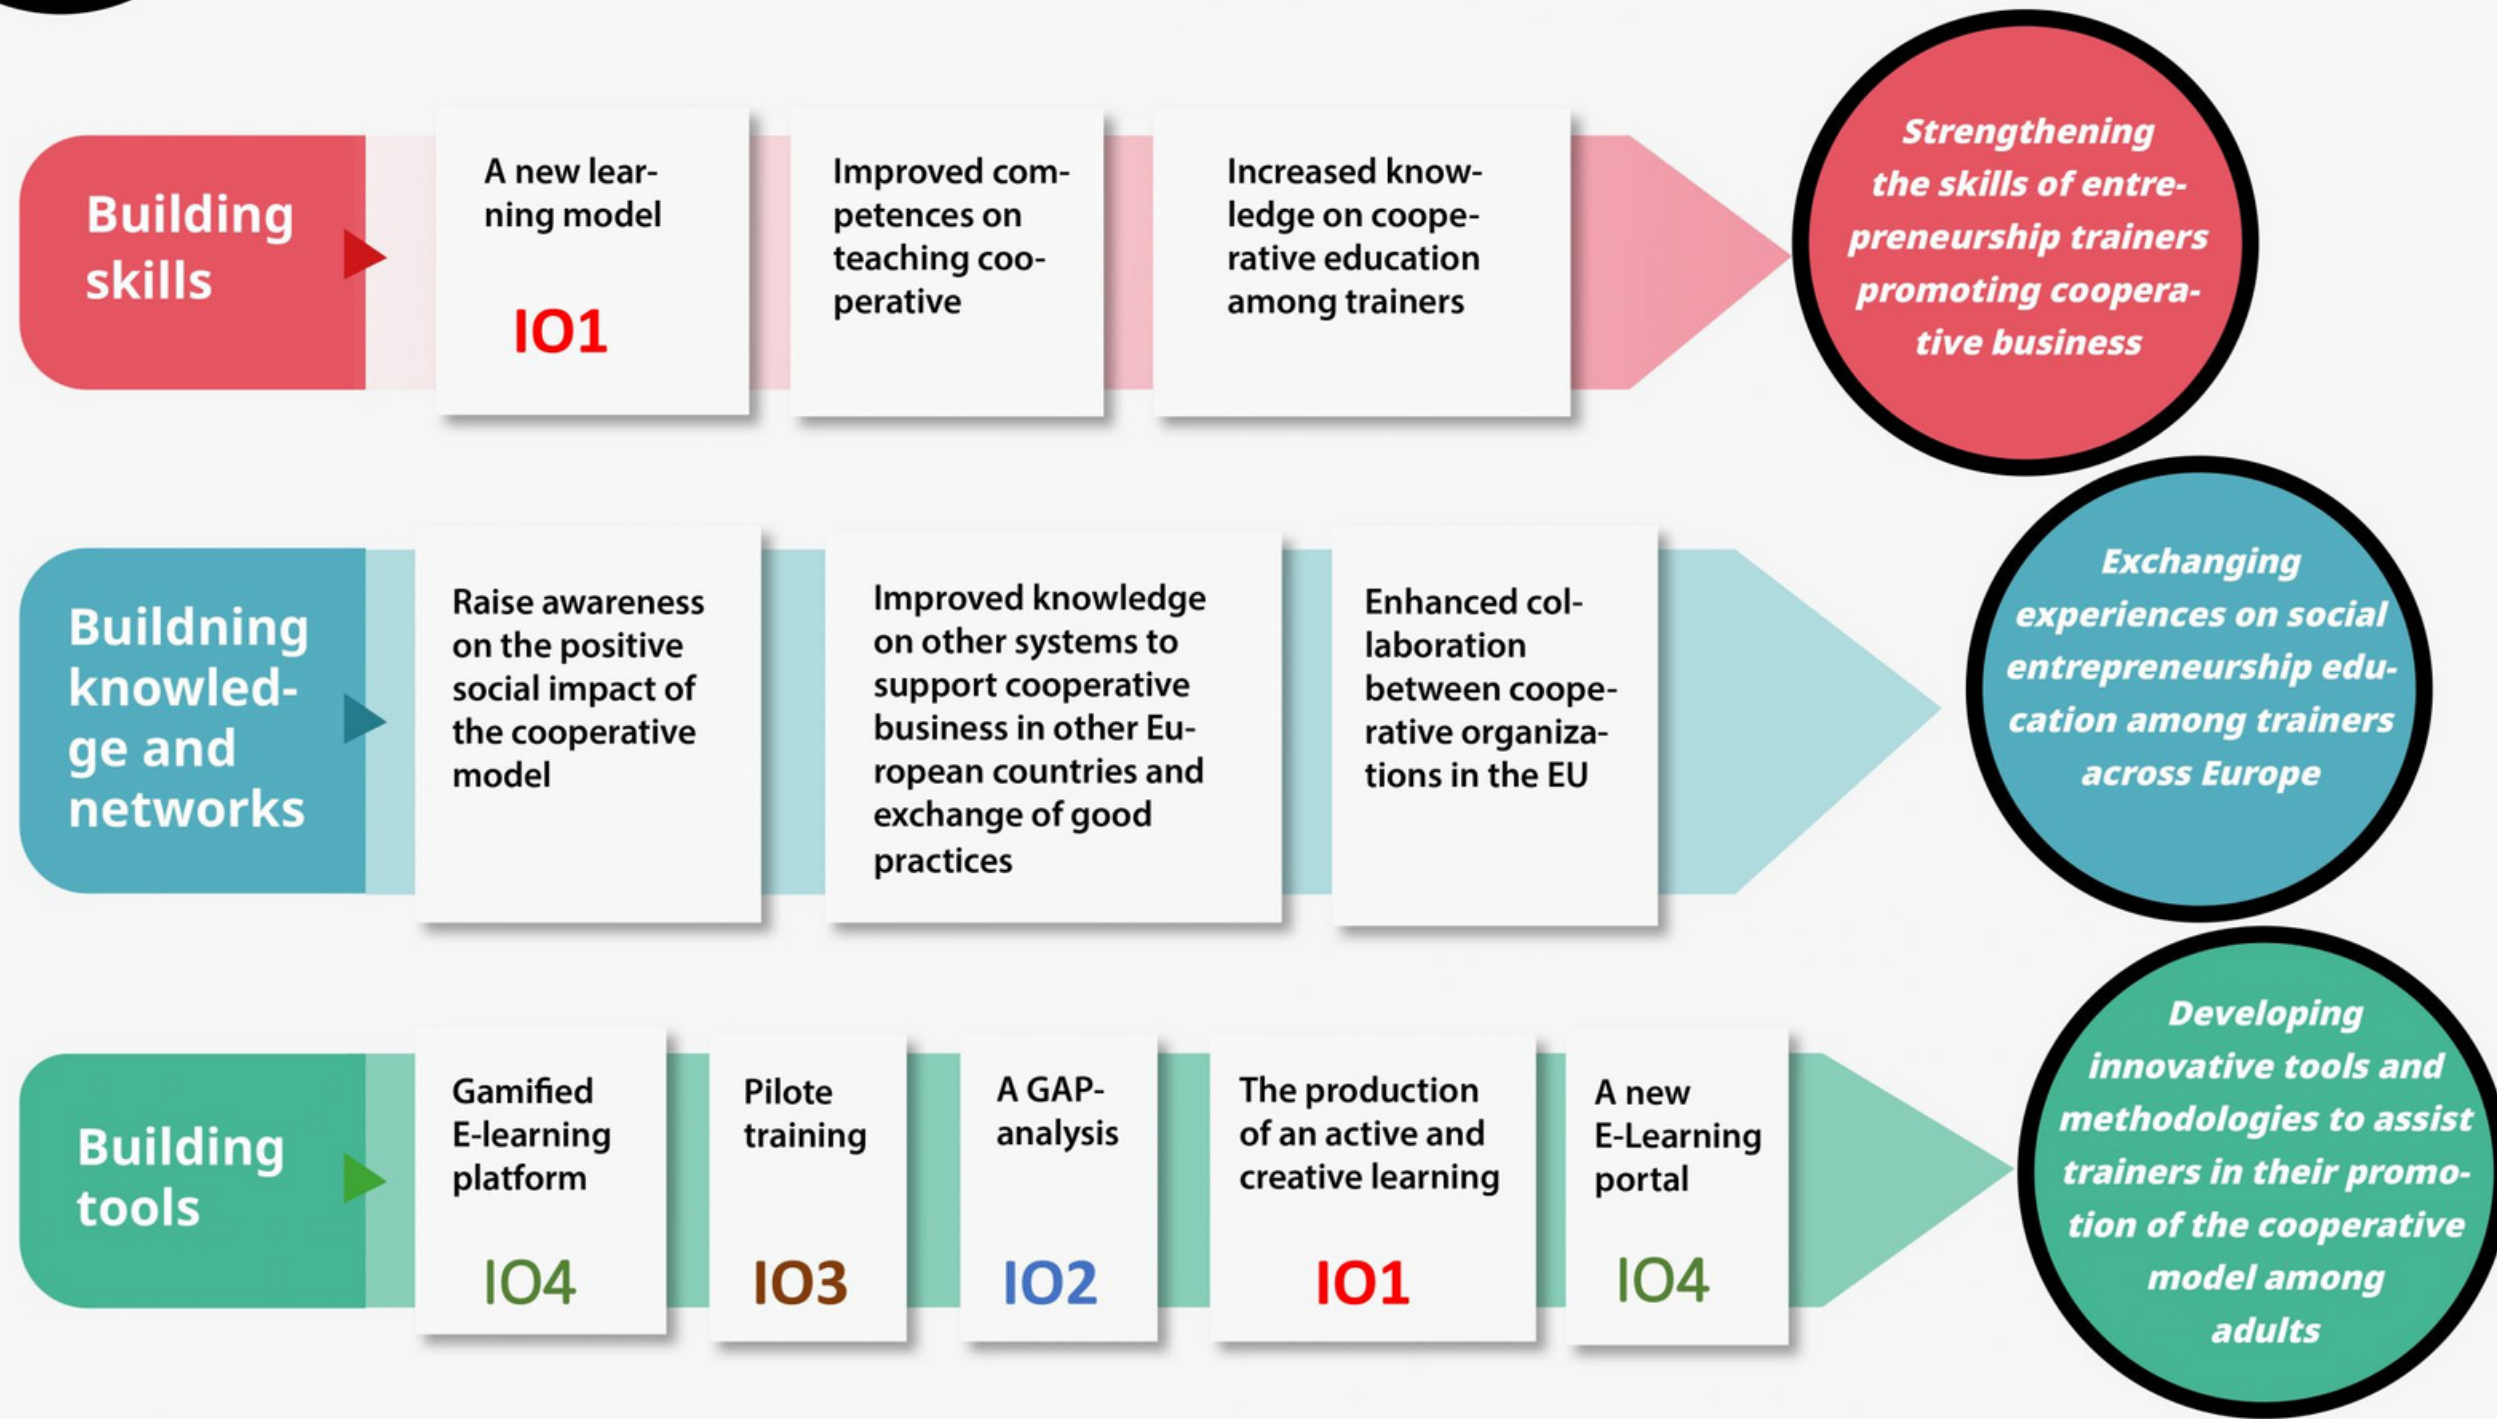 Building
skills
A new lear-
ning model
IO1
Improved com-
petences on
teaching coo-
perative
Increased know-
ledge on coope-
rative education
among trainers
Strengthening
the skills of entre-
preneurship trainers
promoting coopera-
tive business
Buildning
knowled-
ge and
networks
Raise awareness
on the positive
social impact of
the cooperative
model
Improved knowledge
on other systems to
support cooperative
business in other Eu-
ropean countries and
exchange of good
practices
Enhanced col-
laboration
between coope-
rative organiza-
tions in the EU
Exchanging
experiences on social
entrepreneurship edu-
cation among trainers
across Europe
Building
tools
Gamified
E-learning
platform
IO4
Pilote
training
IO3
A GAP-
analysis
IO2
The production
of an active and
creative learning
IO1
A new
E-Learning
portal
IO4
Developing
innovative tools and
methodologies to assist
trainers in their promo-
tion of the cooperative
model among
adults